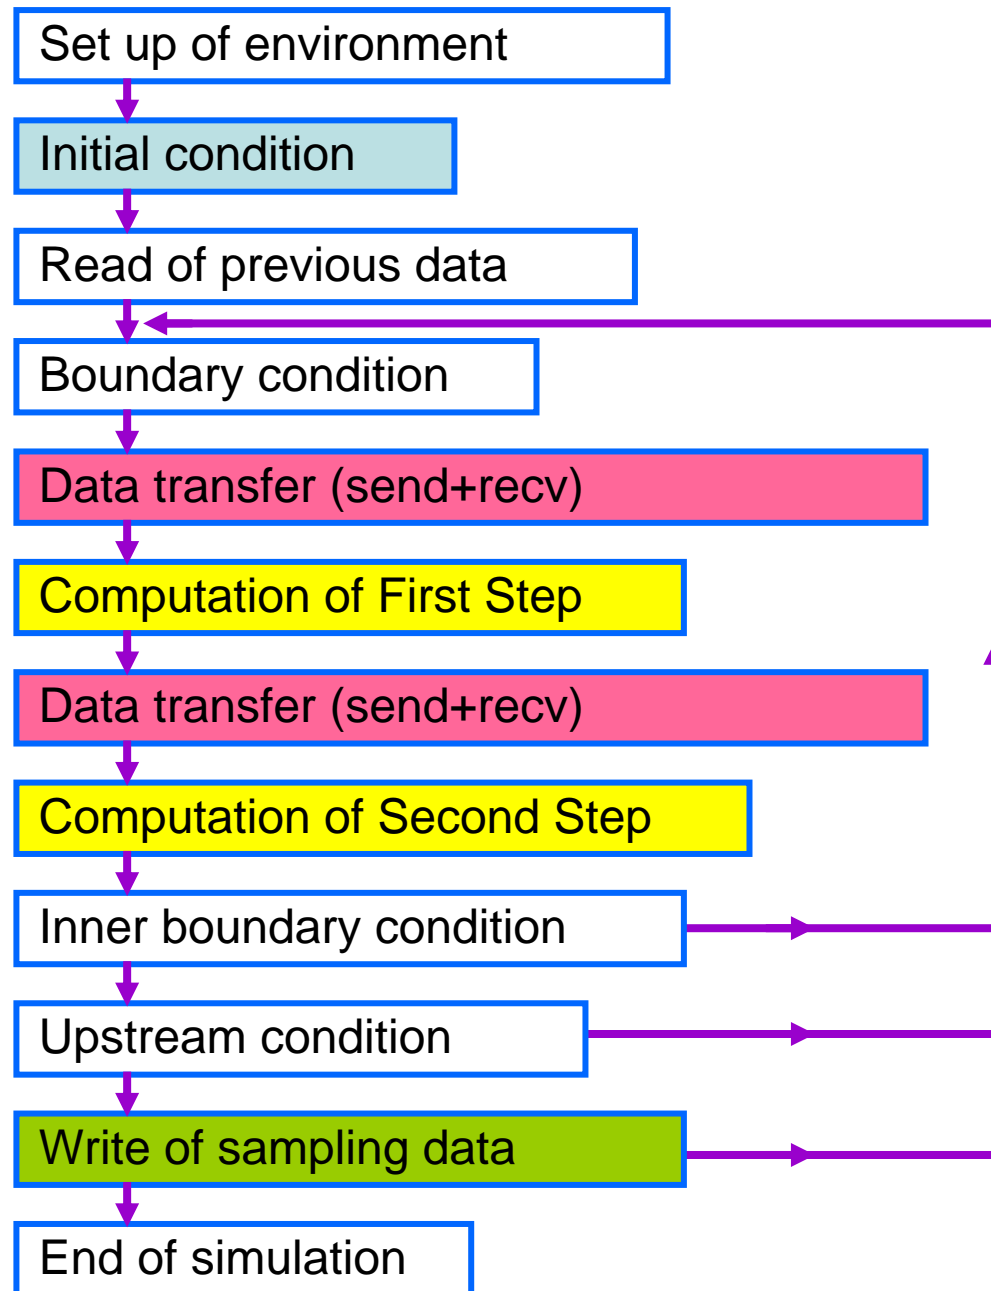 Set up of environment
Initial condition
Read of previous data
Boundary condition
Data transfer (send+recv)
Computation of First Step
Data transfer (send+recv)
Computation of Second Step
Inner boundary condition
Upstream condition
Write of sampling data
End of simulation